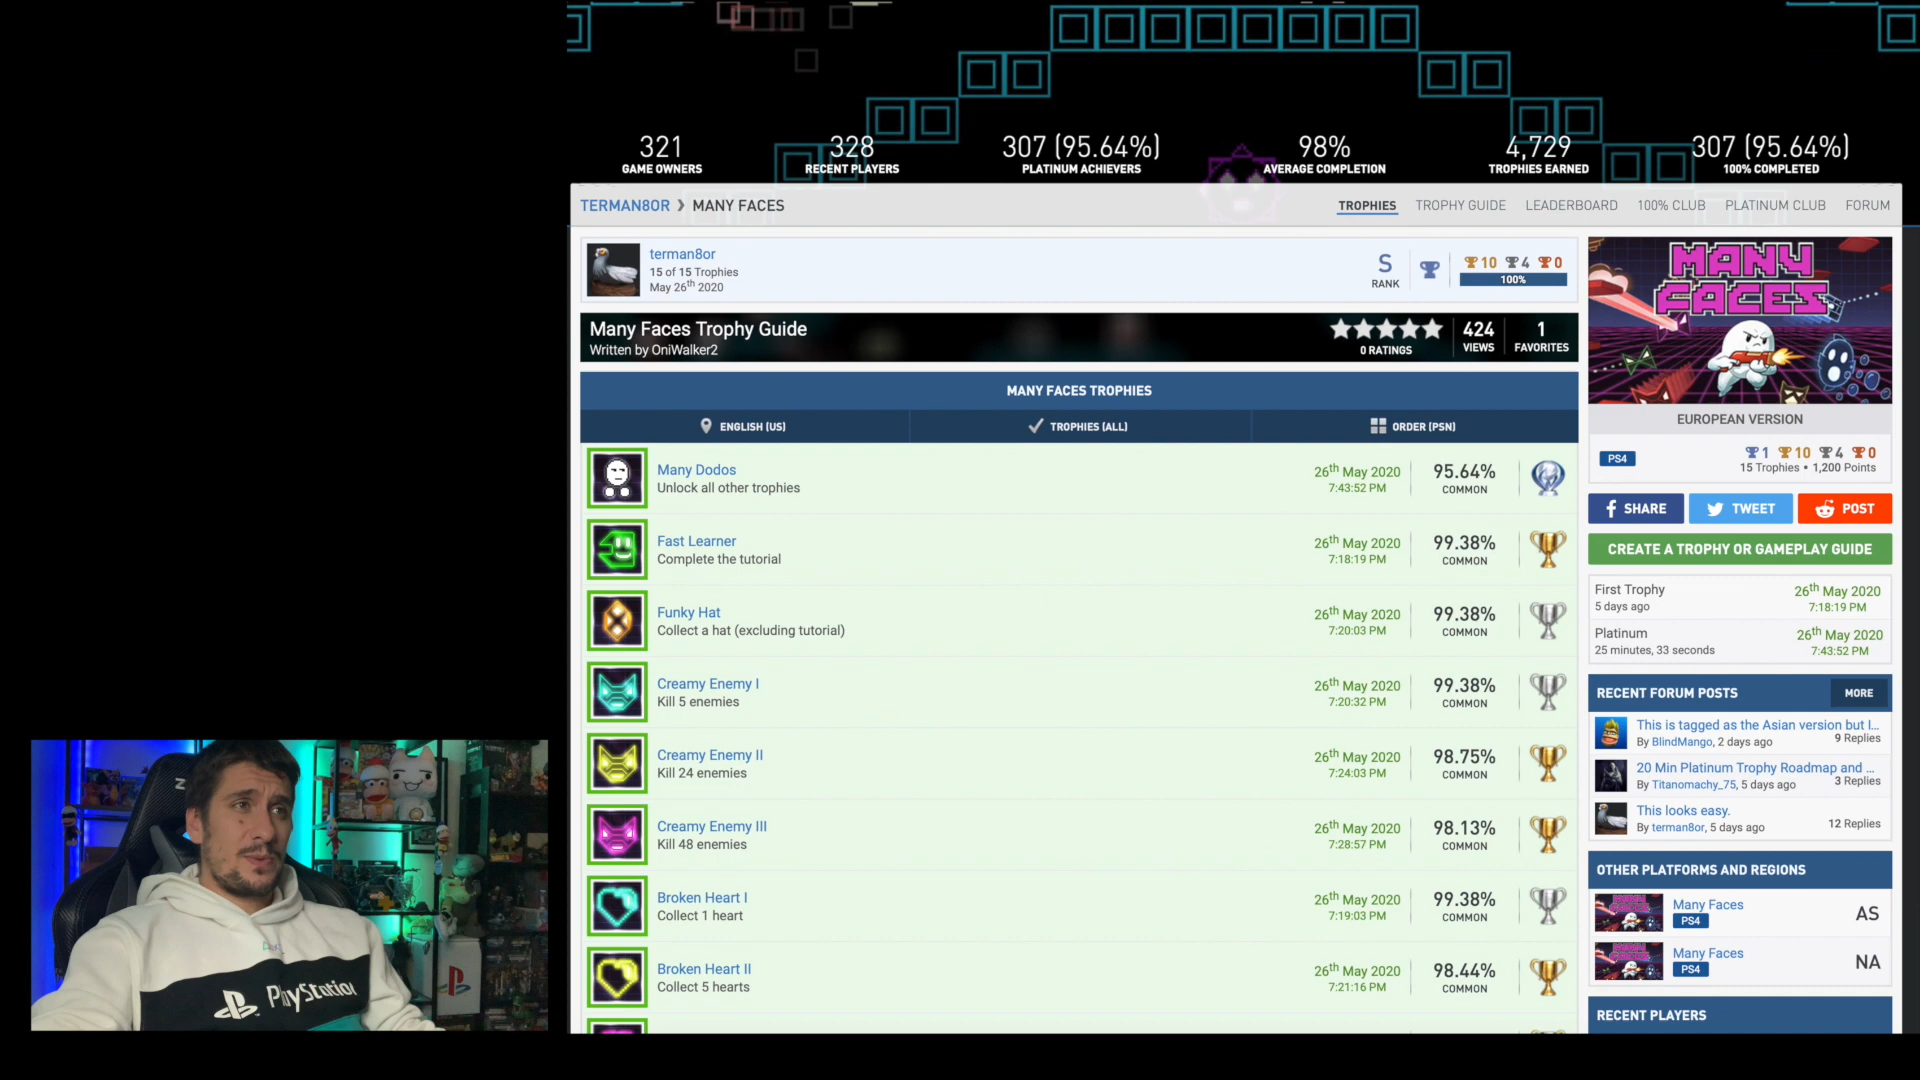 321
GAME OWNERS
328
RECENT PLAYERS
307 (95.64%)
PLATINUM ACHIEVERS
98%
AVERAGE COMPLETION
4,729
TROPHIES EARNED
307 (95.64%)
100% COMPLETED
TERMAN8OR ❯ MANY FACES
TROPHIES TROPHY GUIDE LEADERBOARD 100% CLUB PLATINUM CLUB FORUM
terman8or
15 of 15 Trophies
May 26th 2020
S
RANK
10 4 0
100%
Many Faces Trophy Guide
Written by OniWalker2
0 RATINGS
424
VIEWS
1
FAVORITES
MANY FACES TROPHIES
ENGLISH (US) TROPHIES (ALL) ORDER (PSN)
Many Dodos
Unlock all other trophies
26th May 2020
7:43:52 PM
95.64%
COMMON
Fast Learner
Complete the tutorial
26th May 2020
7:18:19 PM
99.38%
COMMON
Funky Hat
Collect a hat (excluding tutorial)
26th May 2020
7:20:03 PM
99.38%
COMMON
Creamy Enemy I
Kill 5 enemies
26th May 2020
7:20:32 PM
99.38%
COMMON
Creamy Enemy II
Kill 24 enemies
26th May 2020
7:24:03 PM
98.75%
COMMON
Creamy Enemy III
Kill 48 enemies
26th May 2020
7:28:57 PM
98.13%
COMMON
Broken Heart I
Collect 1 heart
26th May 2020
7:19:03 PM
99.38%
COMMON
Broken Heart II
Collect 5 hearts
26th May 2020
7:21:16 PM
98.44%
COMMON
MANY
FACES
EUROPEAN VERSION
PS4
1 10 4 0
15 Trophies • 1,200 Points
SHARE TWEET POST
CREATE A TROPHY OR GAMEPLAY GUIDE
First Trophy
5 days ago
26th May 2020
7:18:19 PM
Platinum
25 minutes, 33 seconds
26th May 2020
7:43:52 PM
RECENT FORUM POSTS MORE
This is tagged as the Asian version but I...
By BlindMango, 2 days ago
9 Replies
20 Min Platinum Trophy Roadmap and ...
By Titanomachy_75, 5 days ago
3 Replies
This looks easy.
By terman8or, 5 days ago
12 Replies
OTHER PLATFORMS AND REGIONS
Many Faces
PS4
AS
Many Faces
PS4
NA
RECENT PLAYERS
PlayStation